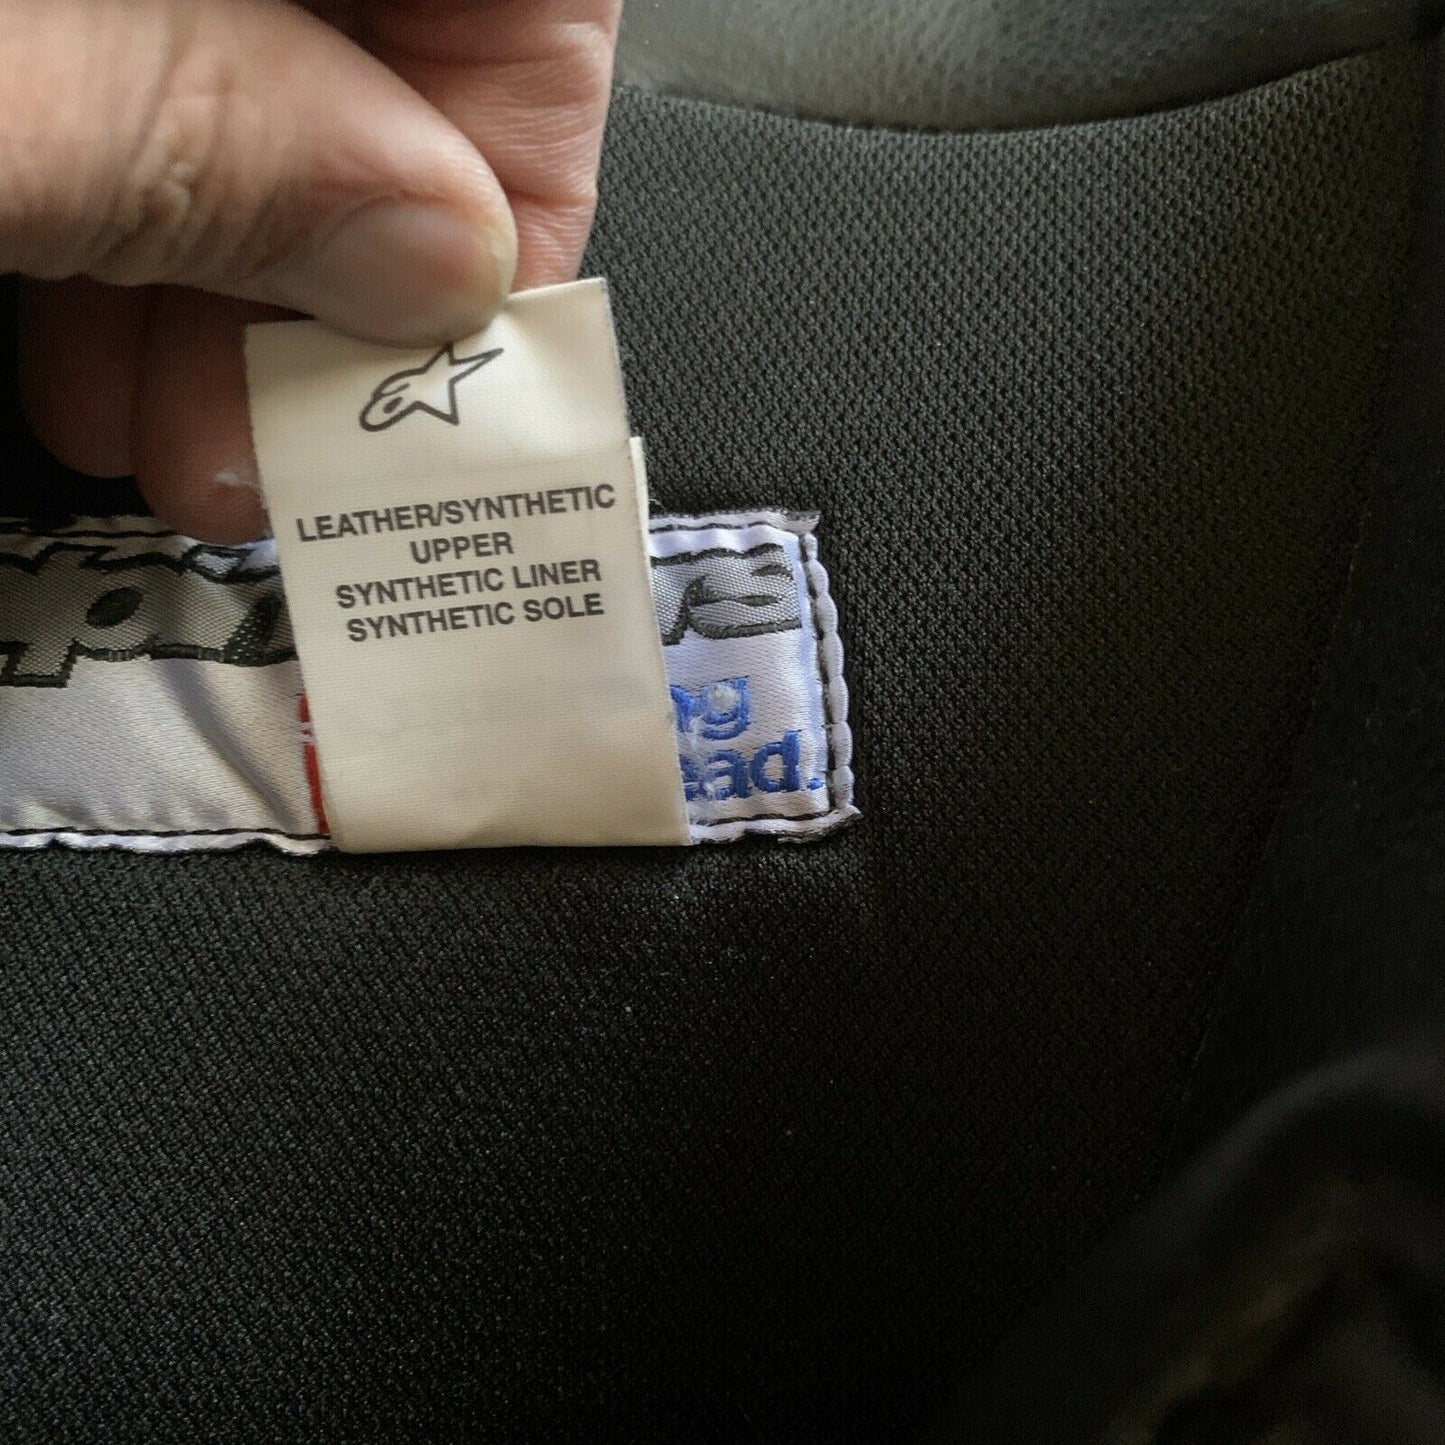 LEATHER/SYNTHETIC
UPPER
SYNTHETIC LINER
SYNTHETIC SOLE